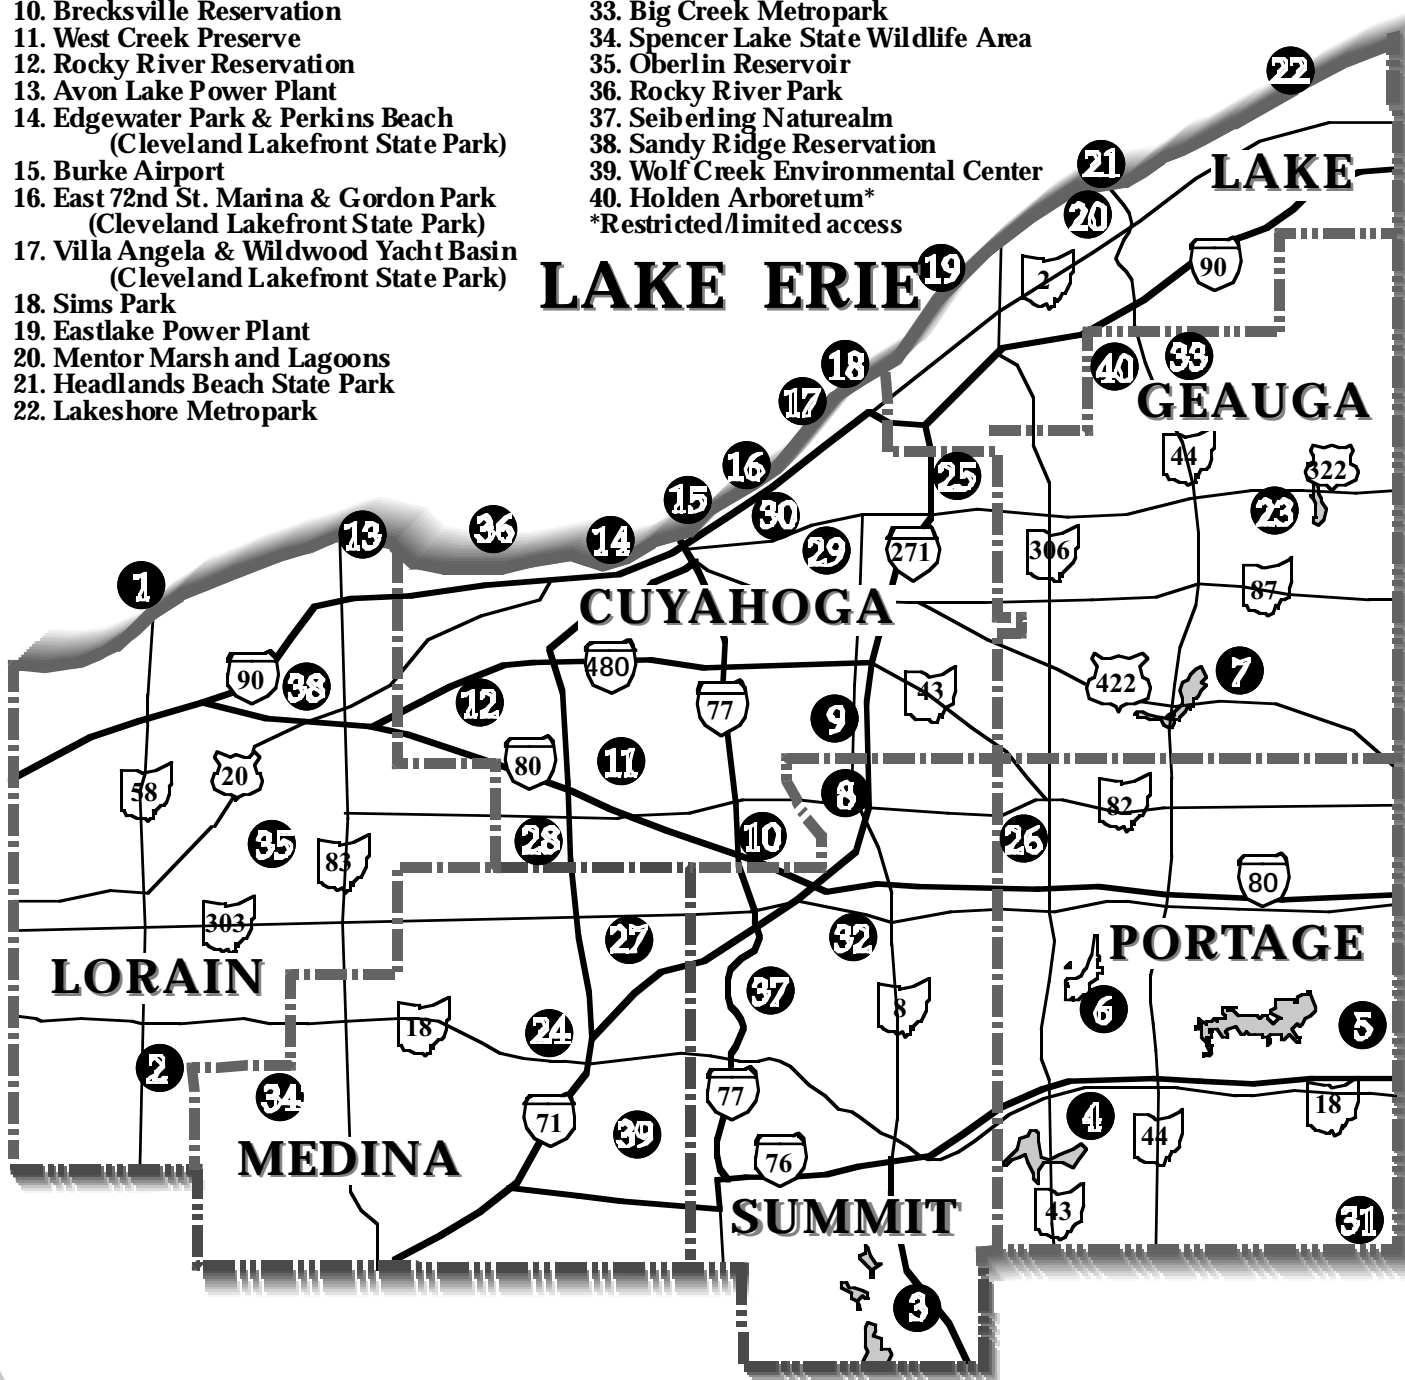 10. Brecksville Reservation
11. West Creek Preserve
12. Rocky River Reservation
13. Avon Lake Power Plant
14. Edgewater Park & Perkins Beach
(Cleveland Lakefront State Park)
15. Burke Airport
16. East 72nd St. Marina & Gordon Park
(Cleveland Lakefront State Park)
17. Villa Angela & Wildwood Yacht Basin
(Cleveland Lakefront State Park)
18. Sims Park
19. Eastlake Power Plant
20. Mentor Marsh and Lagoons
21. Headlands Beach State Park
22. Lakeshore Metropark
33. Big Creek Metropark
34. Spencer Lake State Wildlife Area
35. Oberlin Reservoir
36. Rocky River Park
37. Seiberling Naturealm
38. Sandy Ridge Reservation
39. Wolf Creek Environmental Center
40. Holden Arboretum*
*Restricted/limited access
22
21
LAKE
20
90
LAKE ERIE
19
2
18
40
33
17
GEAUGA
16
25
44
322
15
30
23
13
36
14
29
271
306
1
87
CUYAHOGA
480
90
38
12
77
43
422
7
9
80
11
20
58
8
82
10
28
26
35
83
80
303
27
32
PORTAGE
LORAIN
37
6
18
8
5
24
2
34
77
71
4
18
39
44
MEDINA
76
43
SUMMIT
31
3